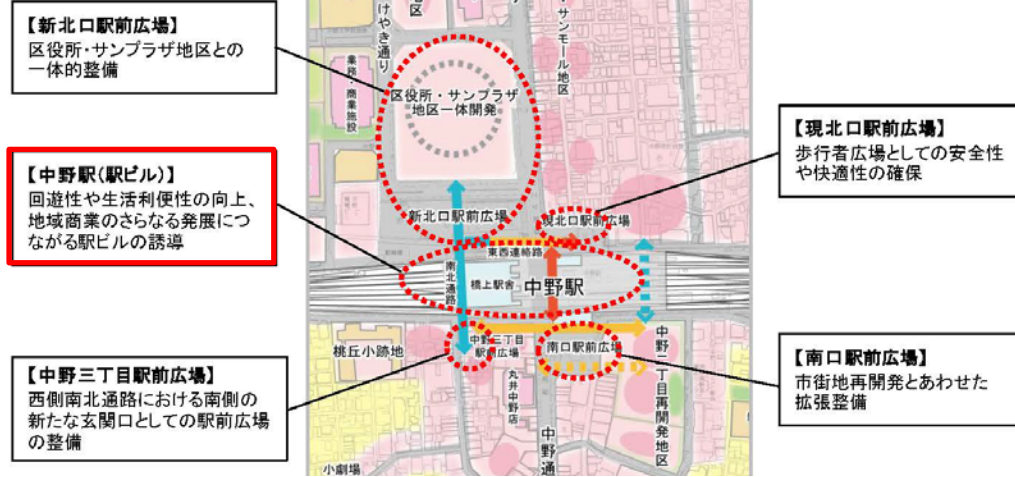 【新北口駅前広場】
区役所・サンプラザ地区との
一体的整備
【中野駅(駅ビル)】
回遊性や生活利便性の向上、
地域商業のさらなる発展につ
ながる駅ビルの誘導
【中野三丁目駅前広場】
西側南北通路における南側の
新たな玄関口としての駅前広場
の整備
けやき通り
地区
業務・商業施設
サンモール地区
区役所・サンプラザ
地区一体開発
新北口駅前広場
現北口駅前広場
東西連絡路
南北通路
橋上駅舎
中野駅
桃丘小跡地
中野三丁目
駅前広場
南口駅前広場
丸井中野店
中野二丁目再開発地区
中野通
小劇場
【現北口駅前広場】
歩行者広場としての安全性
や快適性の確保
【南口駅前広場】
市街地再開発とあわせた
拡張整備